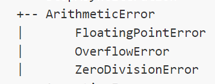 +-- ArithmeticError
|       FloatingPointError
|       OverflowError
|       ZeroDivisionError